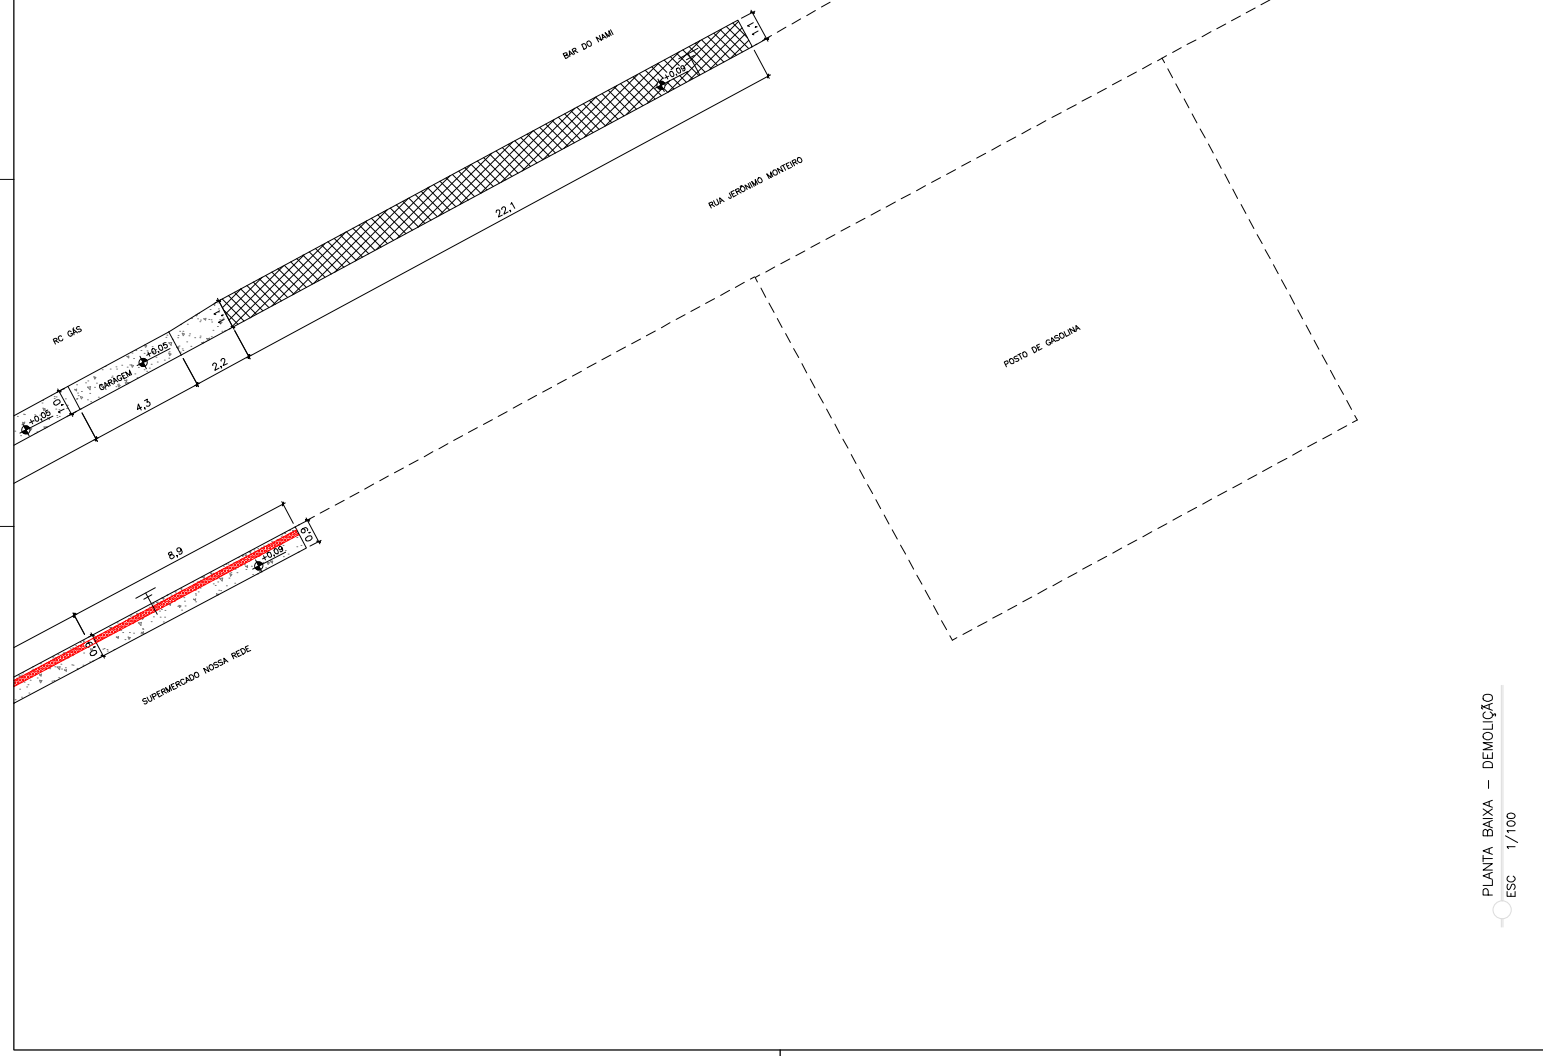 BAR DO NAMI
1,1
+0,09
RUA JERÔNIMO MONTEIRO
22,1
POSTO DE GASOLINA
RC GÁS
+0,05
GARAGEM
2,2
4,3
1,0
+0,05
8,9
0,9
+0,09
0,9
SUPERMERCADO NOSSA REDE
PLANTA BAIXA - DEMOLIÇÃO
ESC 1/100